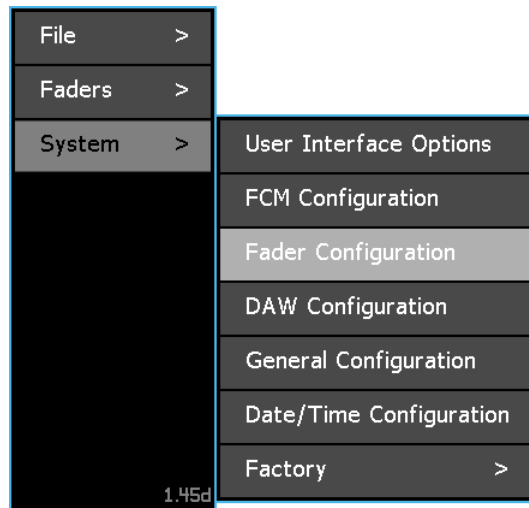 File >
Faders >
System >
User Interface Options
FCM Configuration
Fader Configuration
DAW Configuration
General Configuration
Date/Time Configuration
Factory >
1.45d